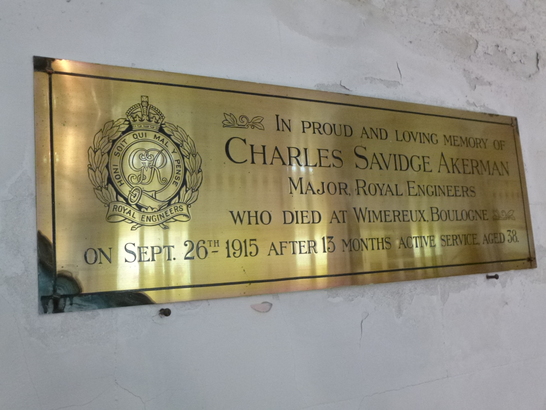 HONI SOIT QUI MAL Y PENSE
GR
ROYAL ENGINEERS
IN PROUD AND LOVING MEMORY OF
CHARLES SAVIDGE AKERMAN
MAJOR. ROYAL ENGINEERS
WHO DIED AT WIMEREUX. BOULOGNE
ON SEPT. 26TH 1915 AFTER 13 MONTHS ACTIVE SERVICE. AGED 38.